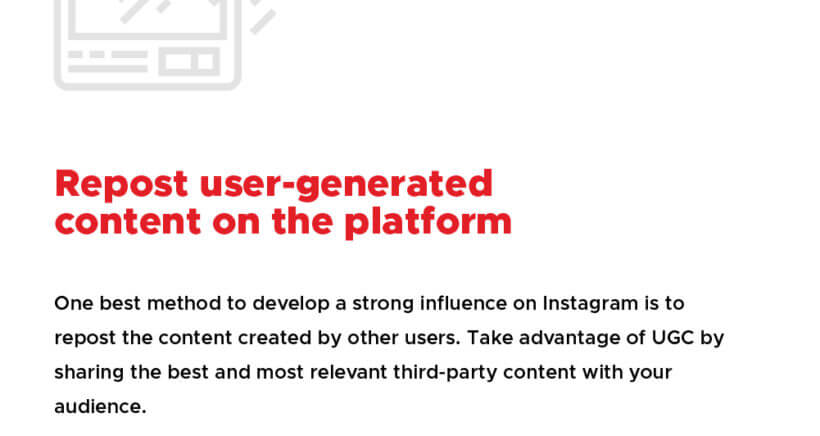 Repost user-generated
content on the platform
One best method to develop a strong influence on Instagram is to
repost the content created by other users. Take advantage of UGC by
sharing the best and most relevant third-party content with your
audience.